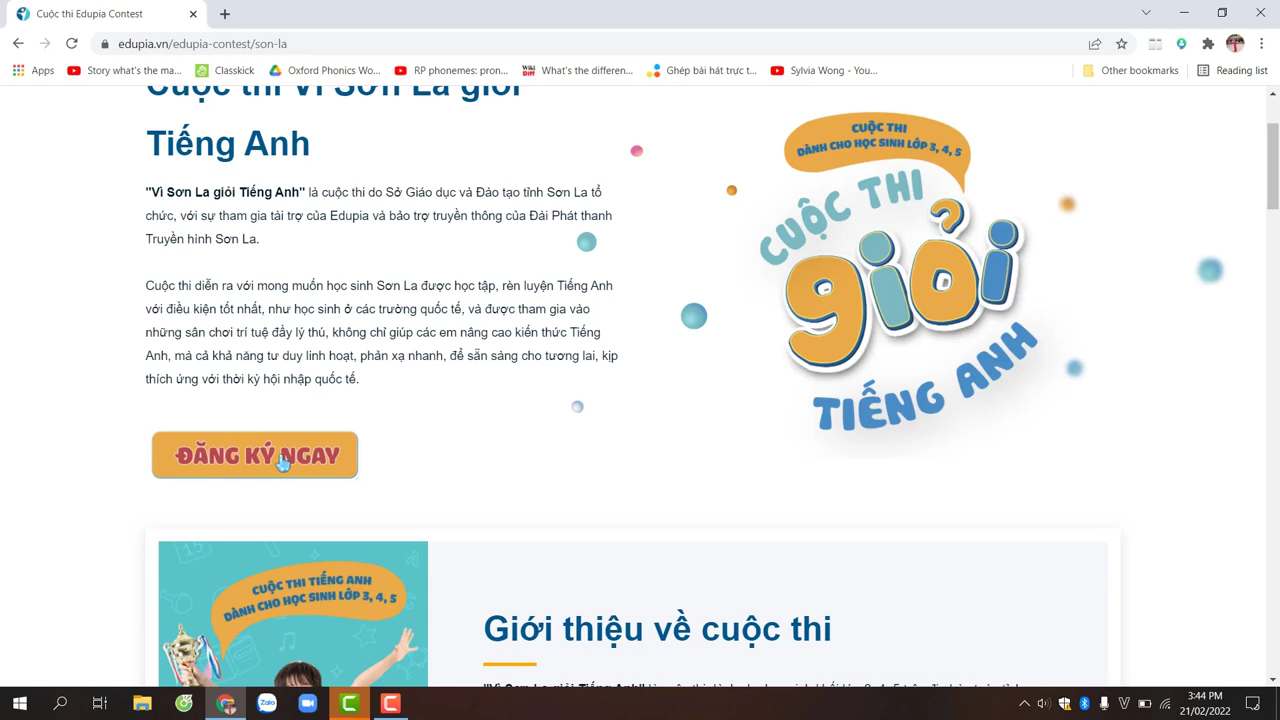 Cuộc thi Edupia Contest
edupia.vn/edupia-contest/son-la
Apps
Story what's the ma...
Classkick
Oxford Phonics Wo...
RP phonemes: pron...
What's the differen...
Ghép bài hát trực t...
Sylvia Wong - You...
Other bookmarks
Reading list
Cuộc thi Vì Sơn La giỏi
Tiếng Anh
"Vì Sơn La giỏi Tiếng Anh" là cuộc thi do Sở Giáo dục và Đào tạo tỉnh Sơn La tổ
chức, với sự tham gia tài trợ của Edupia và bảo trợ truyền thông của Đài Phát thanh
Truyền hình Sơn La.
Cuộc thi diễn ra với mong muốn học sinh Sơn La được học tập, rèn luyện Tiếng Anh
với điều kiện tốt nhất, như học sinh ở các trường quốc tế, và được tham gia vào
những sân chơi trí tuệ đầy lý thú, không chỉ giúp các em nâng cao kiến thức Tiếng
Anh, mà cả khả năng tư duy linh hoạt, phản xạ nhanh, để sẵn sàng cho tương lai, kịp
thích ứng với thời kỳ hội nhập quốc tế.
ĐĂNG KÝ NGAY
CUỘC THI
DÀNH CHO HỌC SINH LỚP 3, 4, 5
CUỘC THI
giỏi
TIẾNG ANH
CUỘC THI TIẾNG ANH
DÀNH CHO HỌC SINH LỚP 3, 4, 5
Giới thiệu về cuộc thi
3:44 PM
21/02/2022